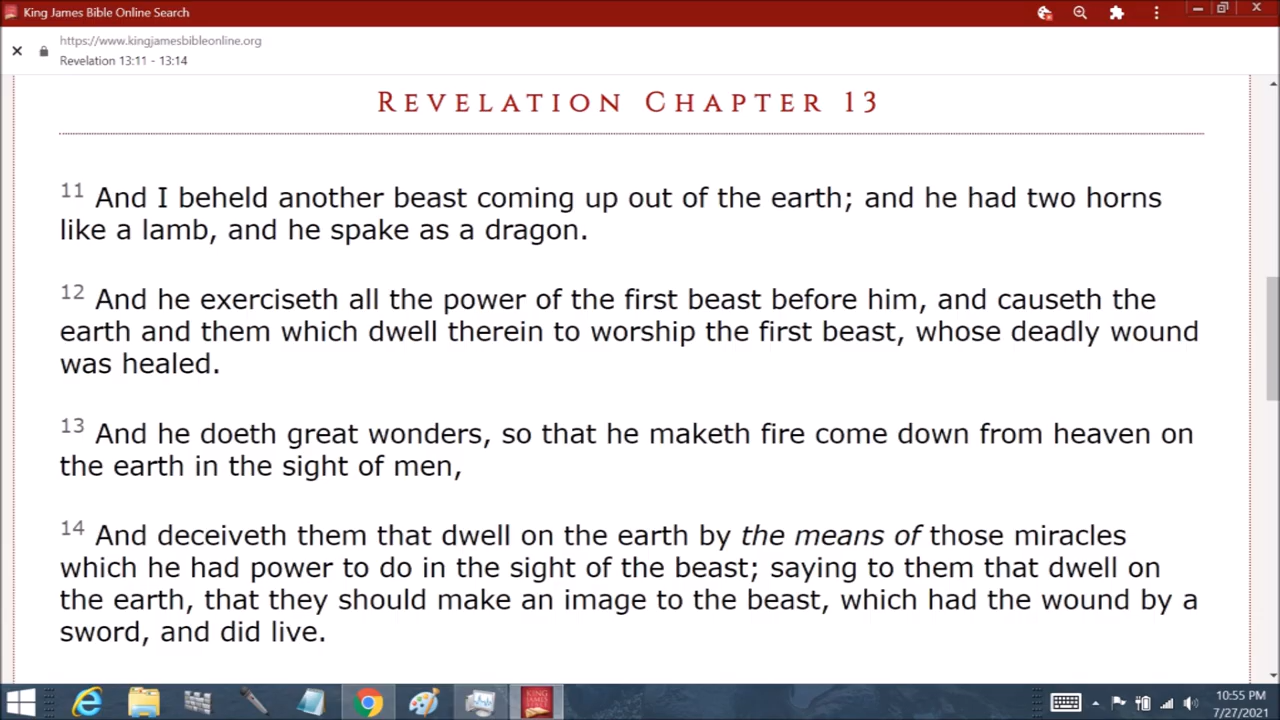 King James Bible Online Search
https://www.kingjamesbibleonline.org
Revelation 13:11 - 13:14
REVELATION CHAPTER 13
11 And I beheld another beast coming up out of the earth; and he had two horns
like a lamb, and he spake as a dragon.
12 And he exerciseth all the power of the first beast before him, and causeth the
earth and them which dwell therein to worship the first beast, whose deadly wound
was healed.
13 And he doeth great wonders, so that he maketh fire come down from heaven on
the earth in the sight of men,
14 And deceiveth them that dwell on the earth by the means of those miracles
which he had power to do in the sight of the beast; saying to them that dwell on
the earth, that they should make an image to the beast, which had the wound by a
sword, and did live.
KING JAMES BIBLE
10:55 PM
7/27/2021